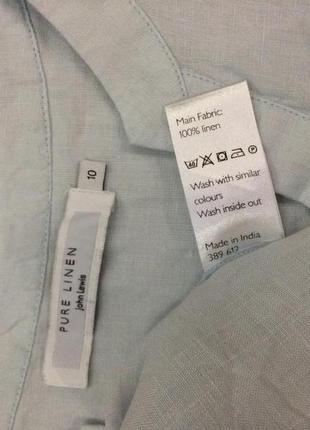 Main Fabric:
100% linen
40
P
Wash with similar
colours
Wash inside out
Made in India
389 612
10
PURE LINEN
John Lewis